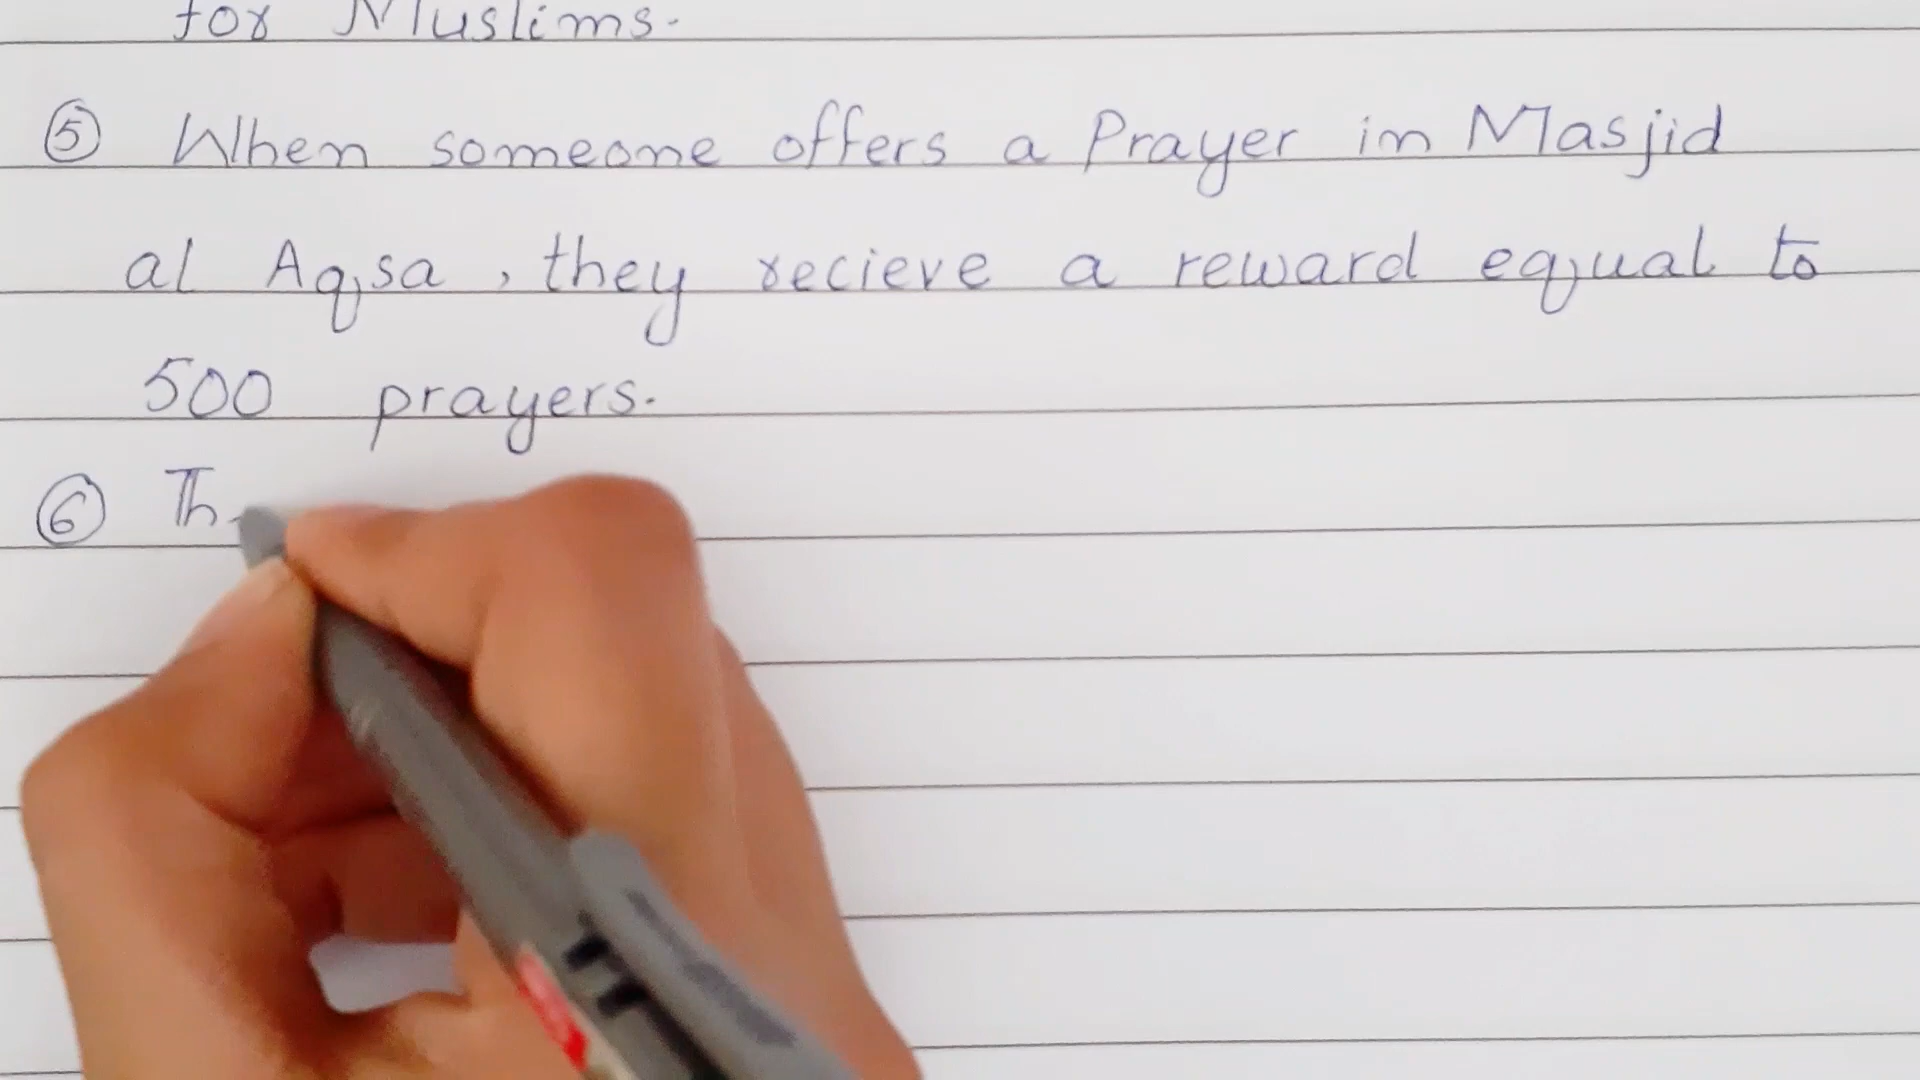 for Muslims.
⑤ When someone offers a Prayer in Masjid
al Aqsa, they recieve a reward equal to
500 prayers.
⑥ Th